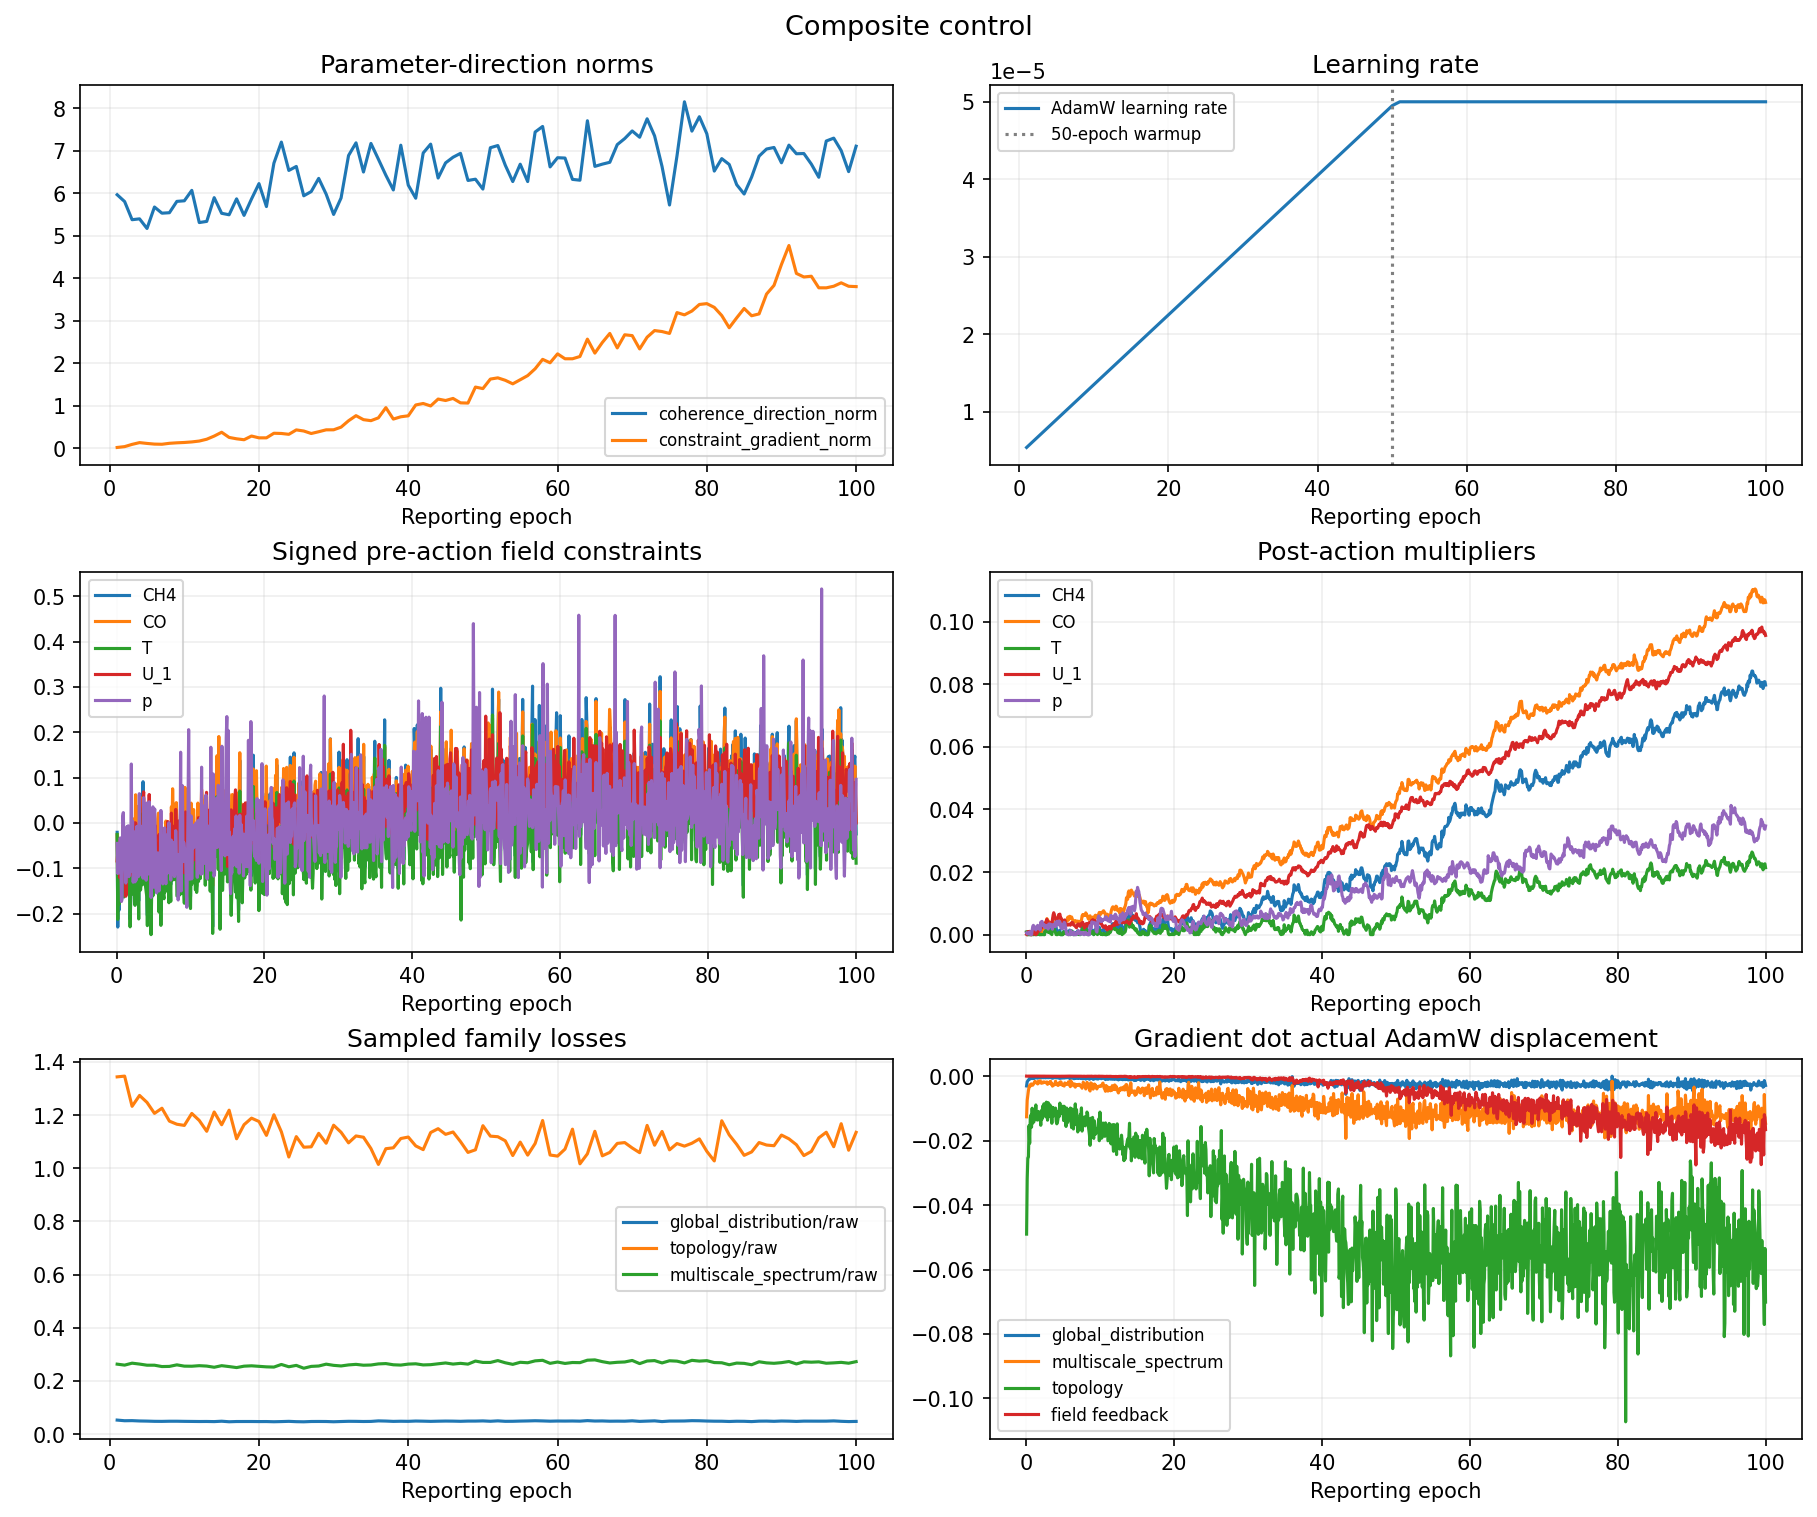 Composite control
Parameter-direction norms
8
7
6
5
4
3
2
1
0
coherence_direction_norm
constraint_gradient_norm
0 20 40 60 80 100
Reporting epoch
Learning rate
1e−5
5
4
3
2
1
AdamW learning rate
50-epoch warmup
0 20 40 60 80 100
Reporting epoch
Signed pre-action field constraints
0.5
0.4
0.3
0.2
0.1
0.0
−0.1
−0.2
CH4
CO
T
U_1
p
0 20 40 60 80 100
Reporting epoch
Post-action multipliers
0.10
0.08
0.06
0.04
0.02
0.00
CH4
CO
T
U_1
p
0 20 40 60 80 100
Reporting epoch
Sampled family losses
1.4
1.2
1.0
0.8
0.6
0.4
0.2
0.0
global_distribution/raw
topology/raw
multiscale_spectrum/raw
0 20 40 60 80 100
Reporting epoch
Gradient dot actual AdamW displacement
0.00
−0.02
−0.04
−0.06
−0.08
−0.10
global_distribution
multiscale_spectrum
topology
field feedback
0 20 40 60 80 100
Reporting epoch